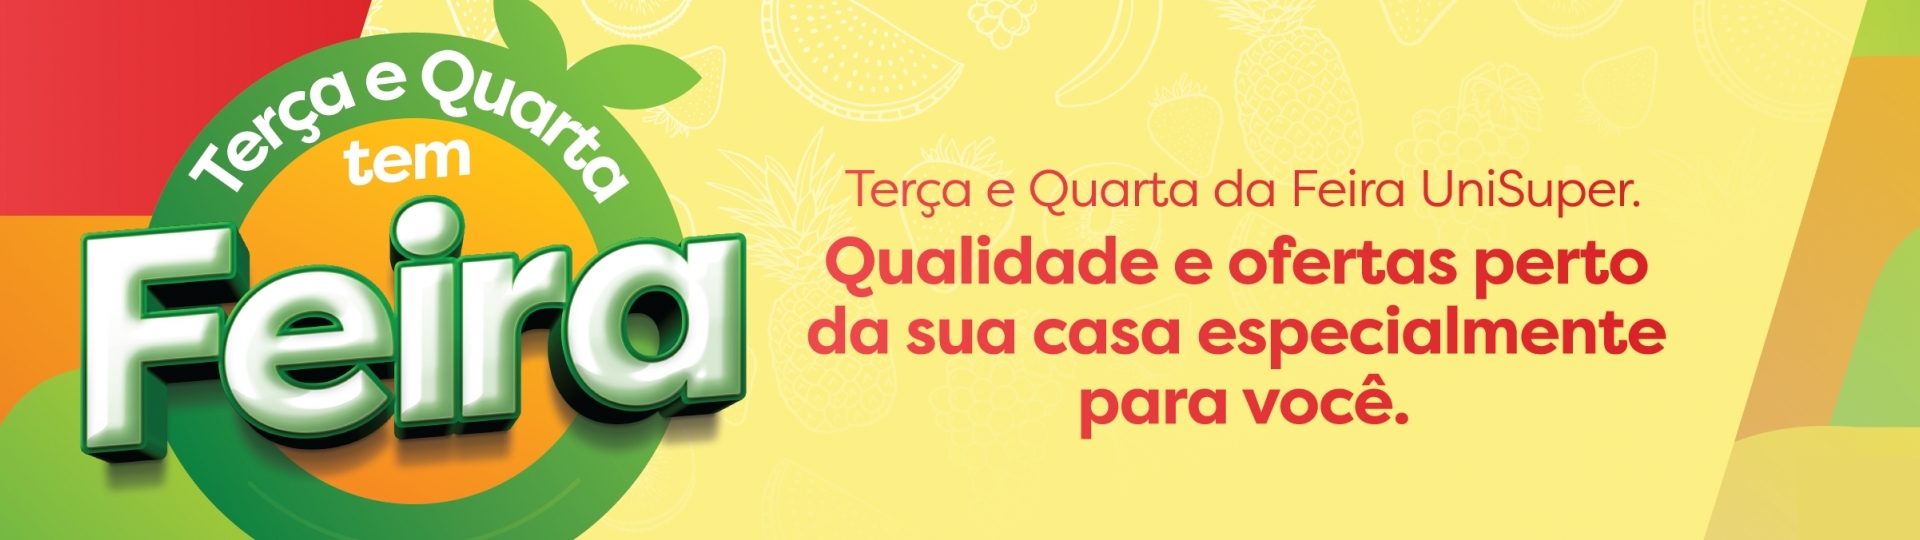 Terça e Quarta
tem
Feira
Terça e Quarta da Feira UniSuper.
Qualidade e ofertas perto
da sua casa especialmente
para você.